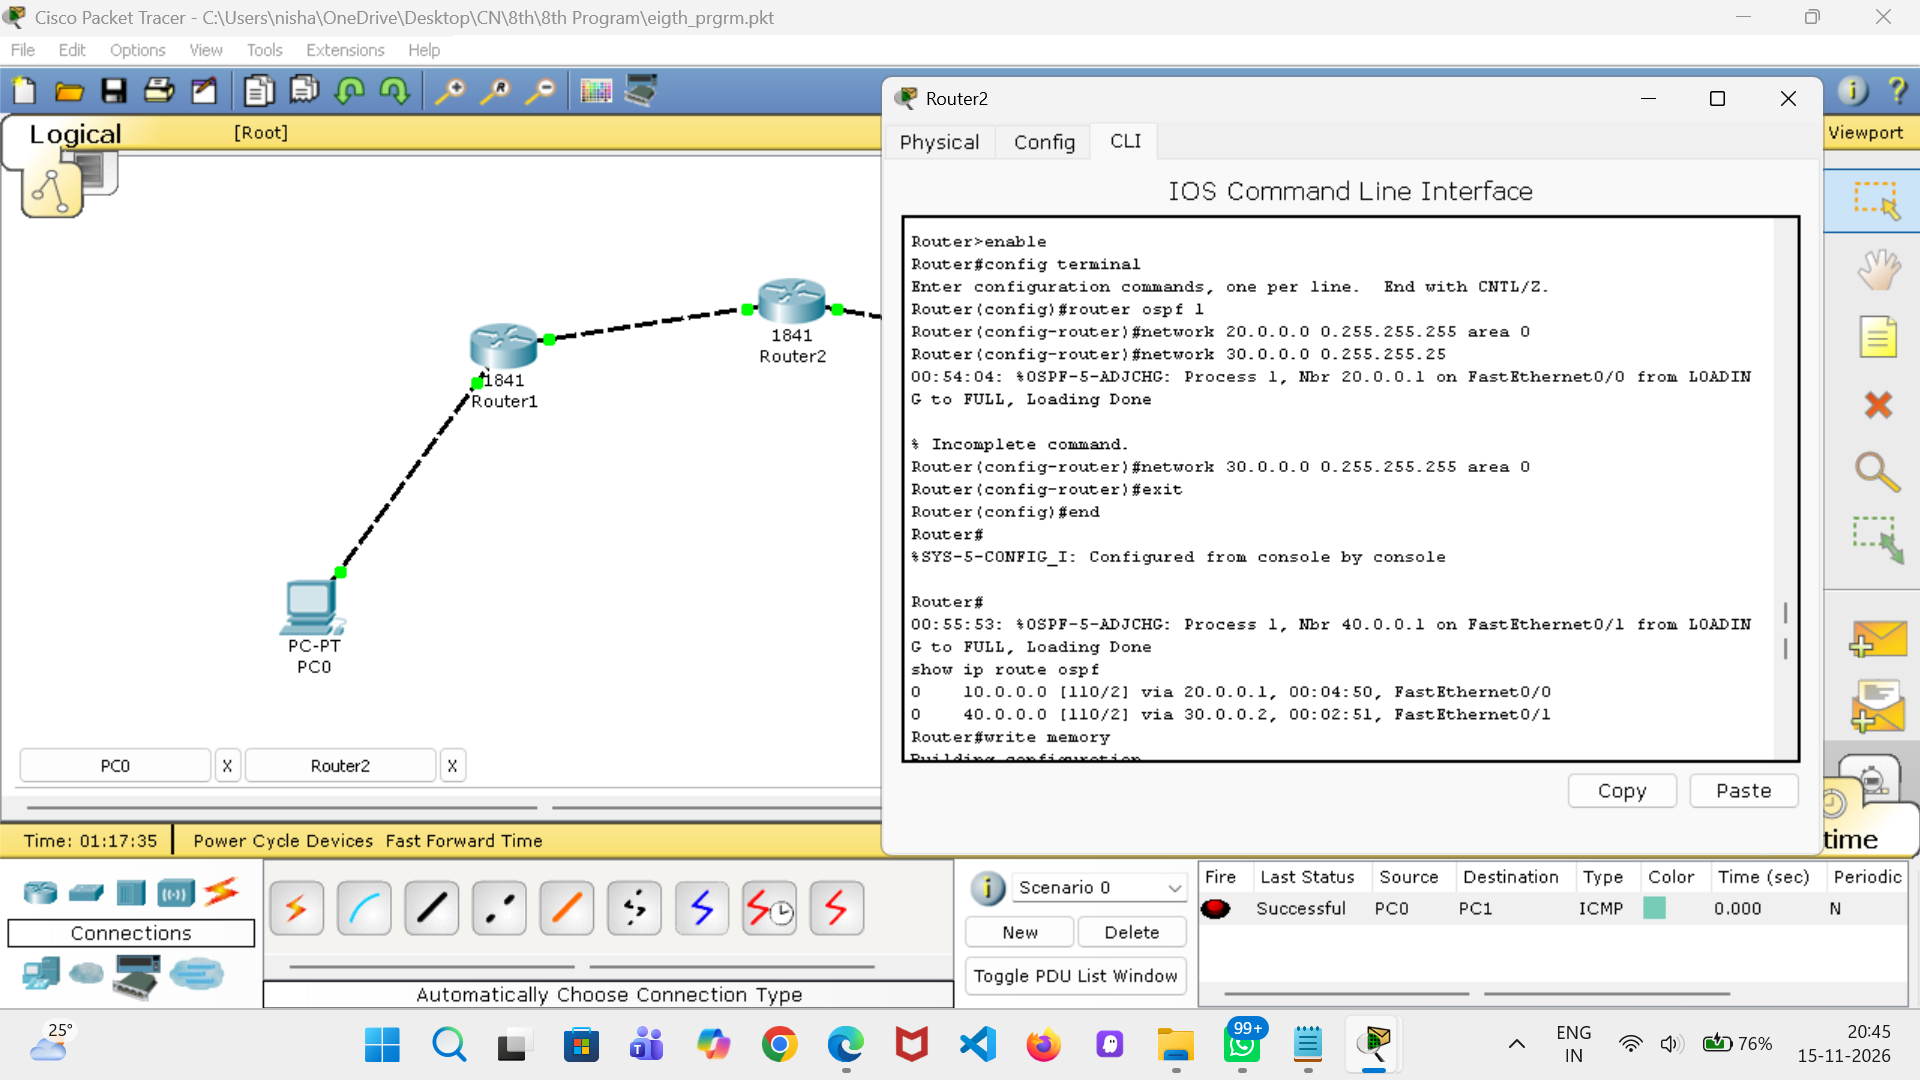 Cisco Packet Tracer - C:\Users\nisha\OneDrive\Desktop\CN\8th\8th Program\eigth_prgrm.pkt
File Edit Options View Tools Extensions Help
Logical [Root]
Viewport
1841
Router2
1841
Router1
PC-PT
PC0
PC0 X Router2 X
Router2
Physical Config CLI
IOS Command Line Interface
Router>enable
Router#config terminal
Enter configuration commands, one per line. End with CNTL/Z.
Router(config)#router ospf 1
Router(config-router)#network 20.0.0.0 0.255.255.255 area 0
Router(config-router)#network 30.0.0.0 0.255.255.25
00:54:04: %OSPF-5-ADJCHG: Process 1, Nbr 20.0.0.1 on FastEthernet0/0 from LOADIN
G to FULL, Loading Done
% Incomplete command.
Router(config-router)#network 30.0.0.0 0.255.255.255 area 0
Router(config-router)#exit
Router(config)#end
Router#
%SYS-5-CONFIG_I: Configured from console by console
Router#
00:55:53: %OSPF-5-ADJCHG: Process 1, Nbr 40.0.0.1 on FastEthernet0/1 from LOADIN
G to FULL, Loading Done
show ip route ospf
O 10.0.0.0 [110/2] via 20.0.0.1, 00:04:50, FastEthernet0/0
O 40.0.0.0 [110/2] via 30.0.0.2, 00:02:51, FastEthernet0/1
Router#write memory
Building configuration
Copy Paste
Time: 01:17:35 Power Cycle Devices Fast Forward Time
time
Connections
Automatically Choose Connection Type
Scenario 0
New Delete
Toggle PDU List Window
Fire Last Status Source Destination Type Color Time (sec) Periodic
Successful PC0 PC1 ICMP 0.000 N
25°
99+
ENG
IN
76%
20:45
15-11-2026